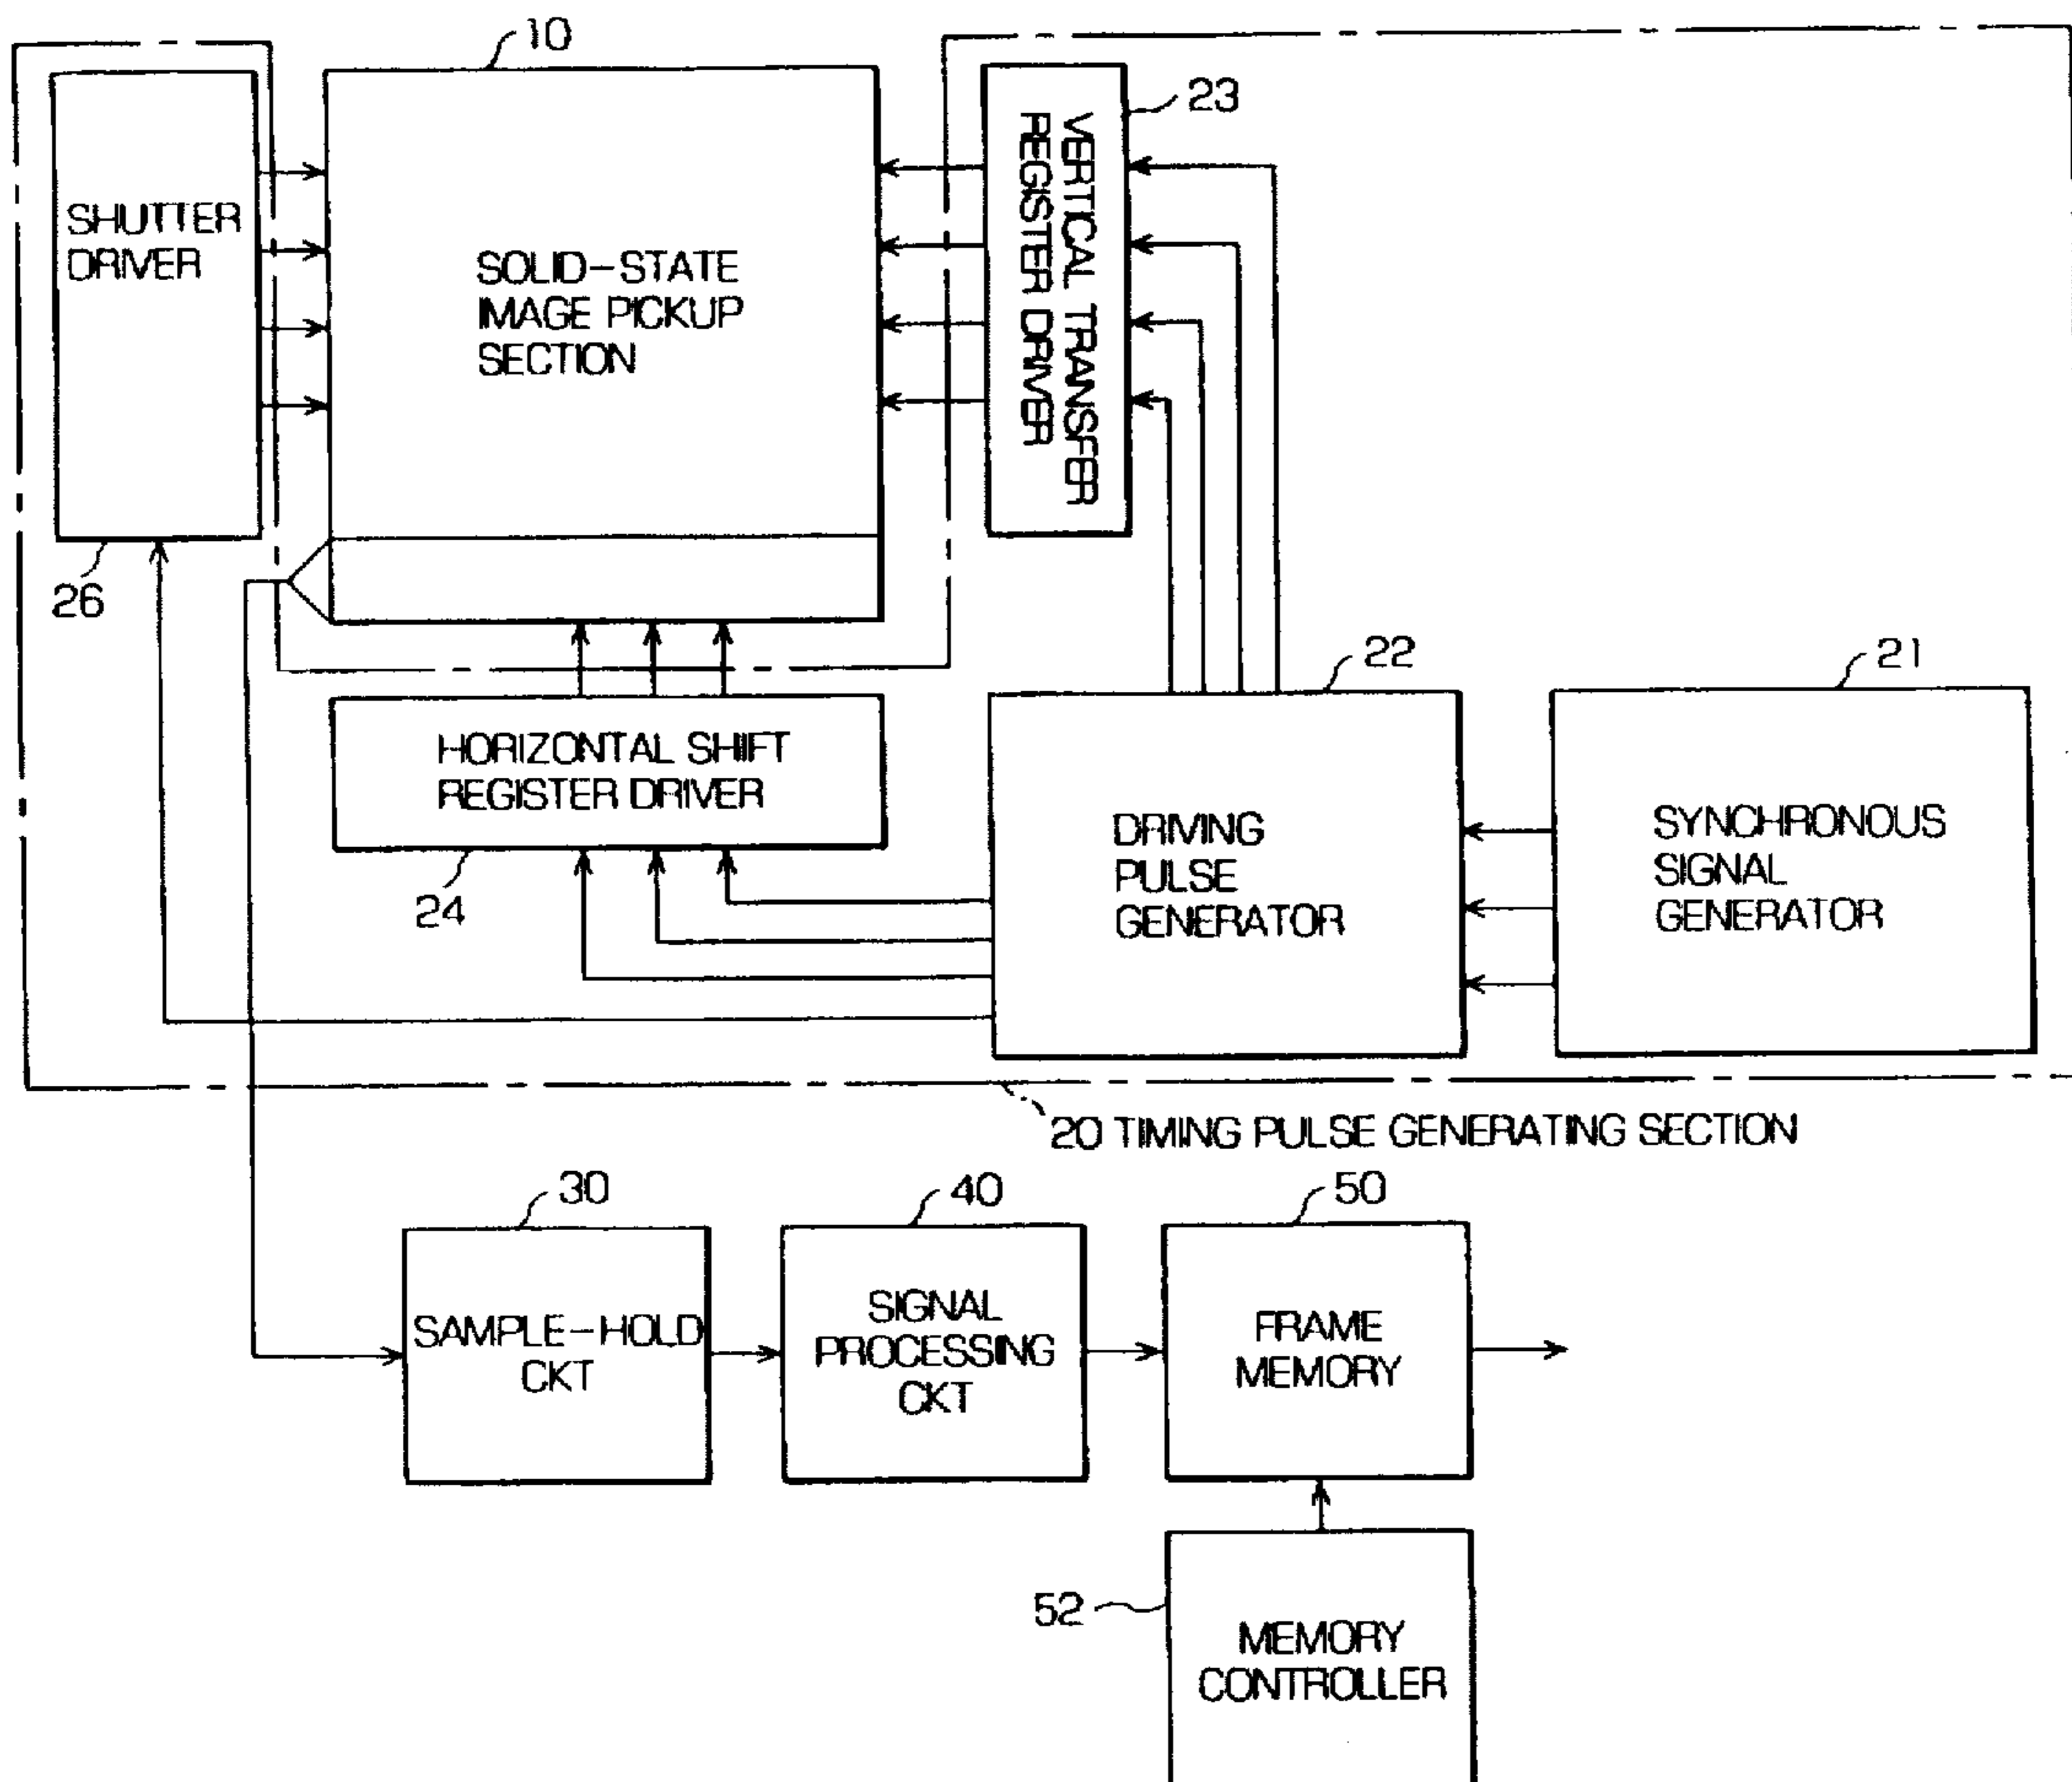 10
SHUTTER
DRIVER
SOLID-STATE
IMAGE PICKUP
SECTION
23
VERTICAL TRANSFER
REGISTER DRIVER
26
22
21
HORIZONTAL SHIFT
REGISTER DRIVER
24
DRIVING
PULSE
GENERATOR
SYNCHRONOUS
SIGNAL
GENERATOR
20 TIMING PULSE GENERATING SECTION
30
40
50
SAMPLE-HOLD
CKT
SIGNAL
PROCESSING
CKT
FRAME
MEMORY
52
MEMORY
CONTROLLER